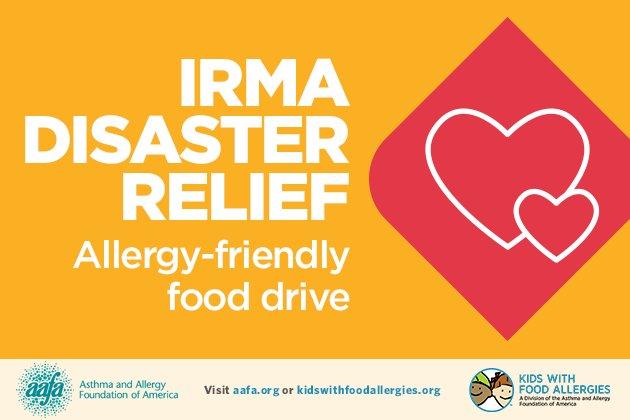 IRMA
DISASTER
RELIEF
Allergy-friendly
food drive
aafa
Asthma and Allergy
Foundation of America
Visit aafa.org or kidswithfoodallergies.org
KIDS WITH
FOOD ALLERGIES
A Division of the Asthma and Allergy
Foundation of America